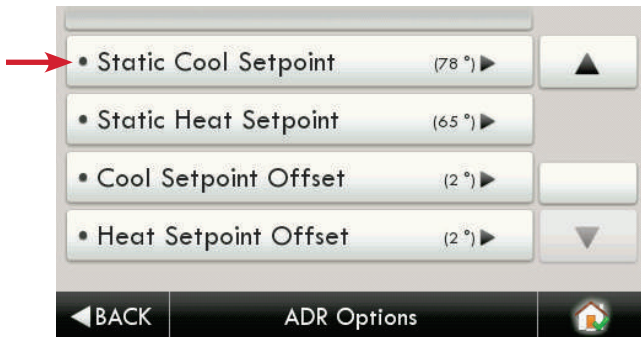 • Static Cool Setpoint (78 °) ▶
• Static Heat Setpoint (65 °) ▶
• Cool Setpoint Offset (2 °) ▶
• Heat Setpoint Offset (2 °) ▶
◀BACK ADR Options